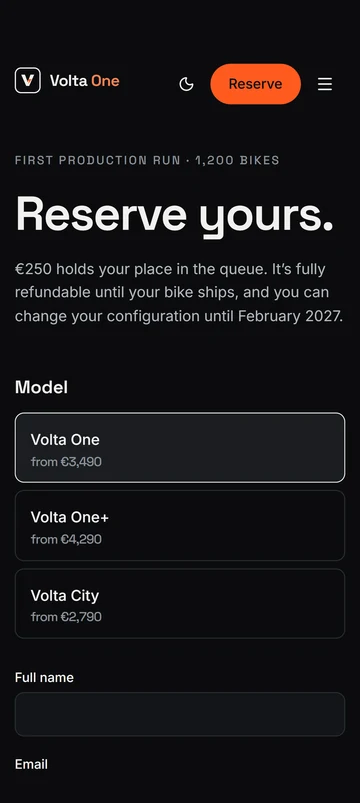 V Volta One
Reserve
FIRST PRODUCTION RUN · 1,200 BIKES
Reserve yours.
€250 holds your place in the queue. It’s fully
refundable until your bike ships, and you can
change your configuration until February 2027.
Model
Volta One
from €3,490
Volta One+
from €4,290
Volta City
from €2,790
Full name
Email